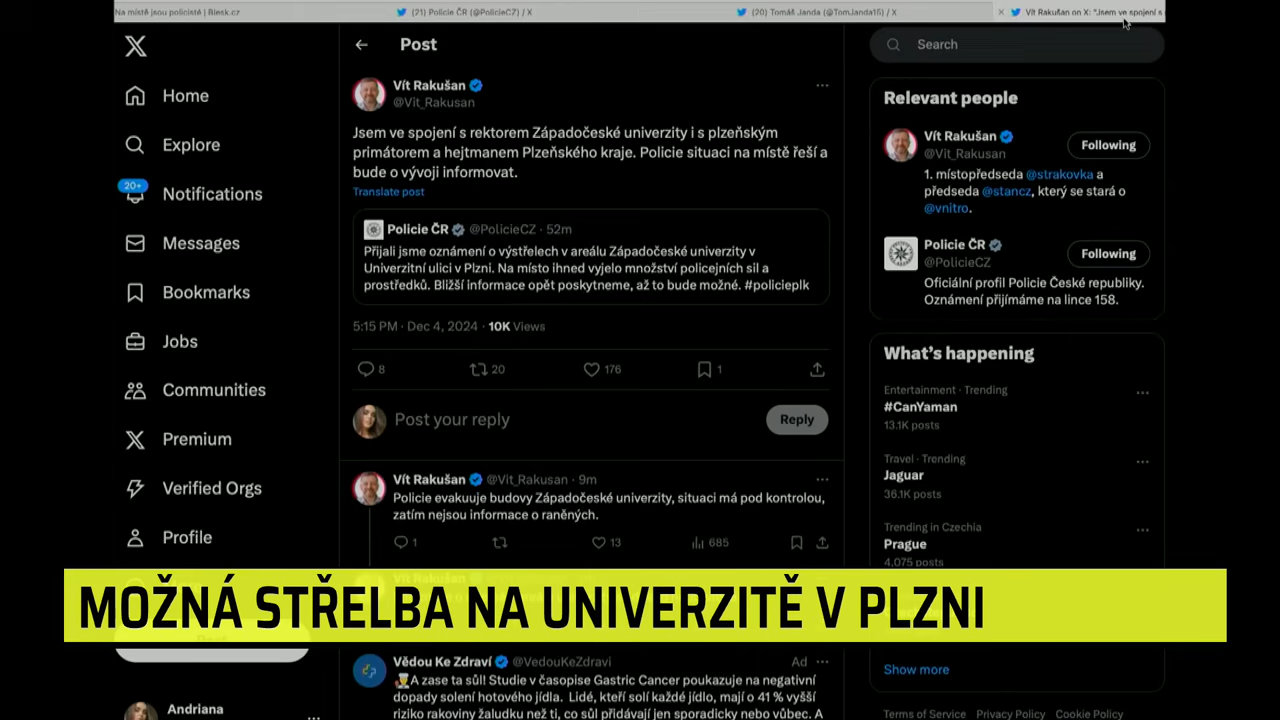 Na místě jsou policisté | Blesk.cz
(21) Policie ČR (@PolicieCZ) / X
(20) Tomáš Janda (@TomJanda15) / X
Vít Rakušan on X: "Jsem ve spojení s
Post
Search
Home
Explore
20+
Notifications
Messages
Bookmarks
Jobs
Communities
Premium
Verified Orgs
Profile
Andriana
Vít Rakušan
@Vit_Rakusan
Jsem ve spojení s rektorem Západočeské univerzity i s plzeňským
primátorem a hejtmanem Plzeňského kraje. Policie situaci na místě řeší a
bude o vývoji informovat.
Translate post
Policie ČR @PolicieCZ · 52m
Přijali jsme oznámení o výstřelech v areálu Západočeské univerzity v
Univerzitní ulici v Plzni. Na místo ihned vyjelo množství policejních sil a
prostředků. Bližší informace opět poskytneme, až to bude možné. #policieplk
5:15 PM · Dec 4, 2024 · 10K Views
8 20 176 1
Post your reply
Reply
Vít Rakušan @Vit_Rakusan · 9m
Policie evakuuje budovy Západočeské univerzity, situaci má pod kontrolou,
zatím nejsou informace o raněných.
1 13 685
Vít Rakušan
MOŽNÁ STŘELBA NA UNIVERZITĚ V PLZNI
Vědou Ke Zdraví @VedouKeZdravi Ad
A zase ta sůl! Studie v časopise Gastric Cancer poukazuje na negativní
dopady solení hotového jídla. Lidé, kteří solí každé jídlo, mají o 41 % vyšší
riziko rakoviny žaludku než ti, co sůl přidávají jen sporadicky nebo vůbec. A
Relevant people
Vít Rakušan
@Vit_Rakusan
Following
1. místopředseda @strakovka a
předseda @stancz, který se stará o
@vnitro.
Policie ČR
@PolicieCZ
Following
Oficiální profil Policie České republiky.
Oznámení přijímáme na lince 158.
What's happening
Entertainment · Trending
#CanYaman
13.1K posts
Travel · Trending
Jaguar
36.1K posts
Trending in Czechia
Prague
4,075 posts
Show more
Terms of Service Privacy Policy Cookie Policy